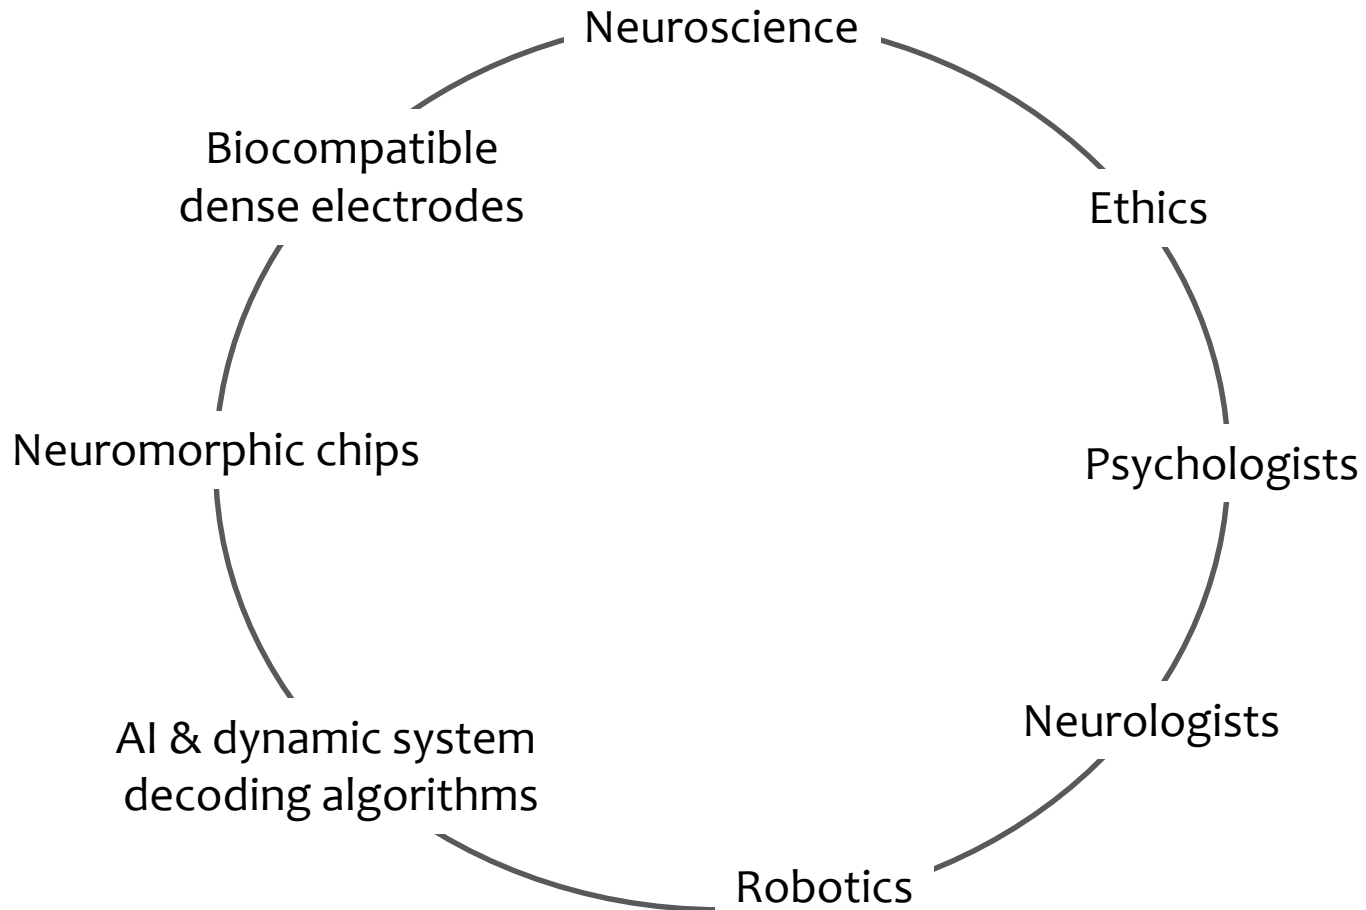 Neuroscience
Biocompatible
dense electrodes
Ethics
Neuromorphic chips
Psychologists
Neurologists
AI & dynamic system
decoding algorithms
Robotics